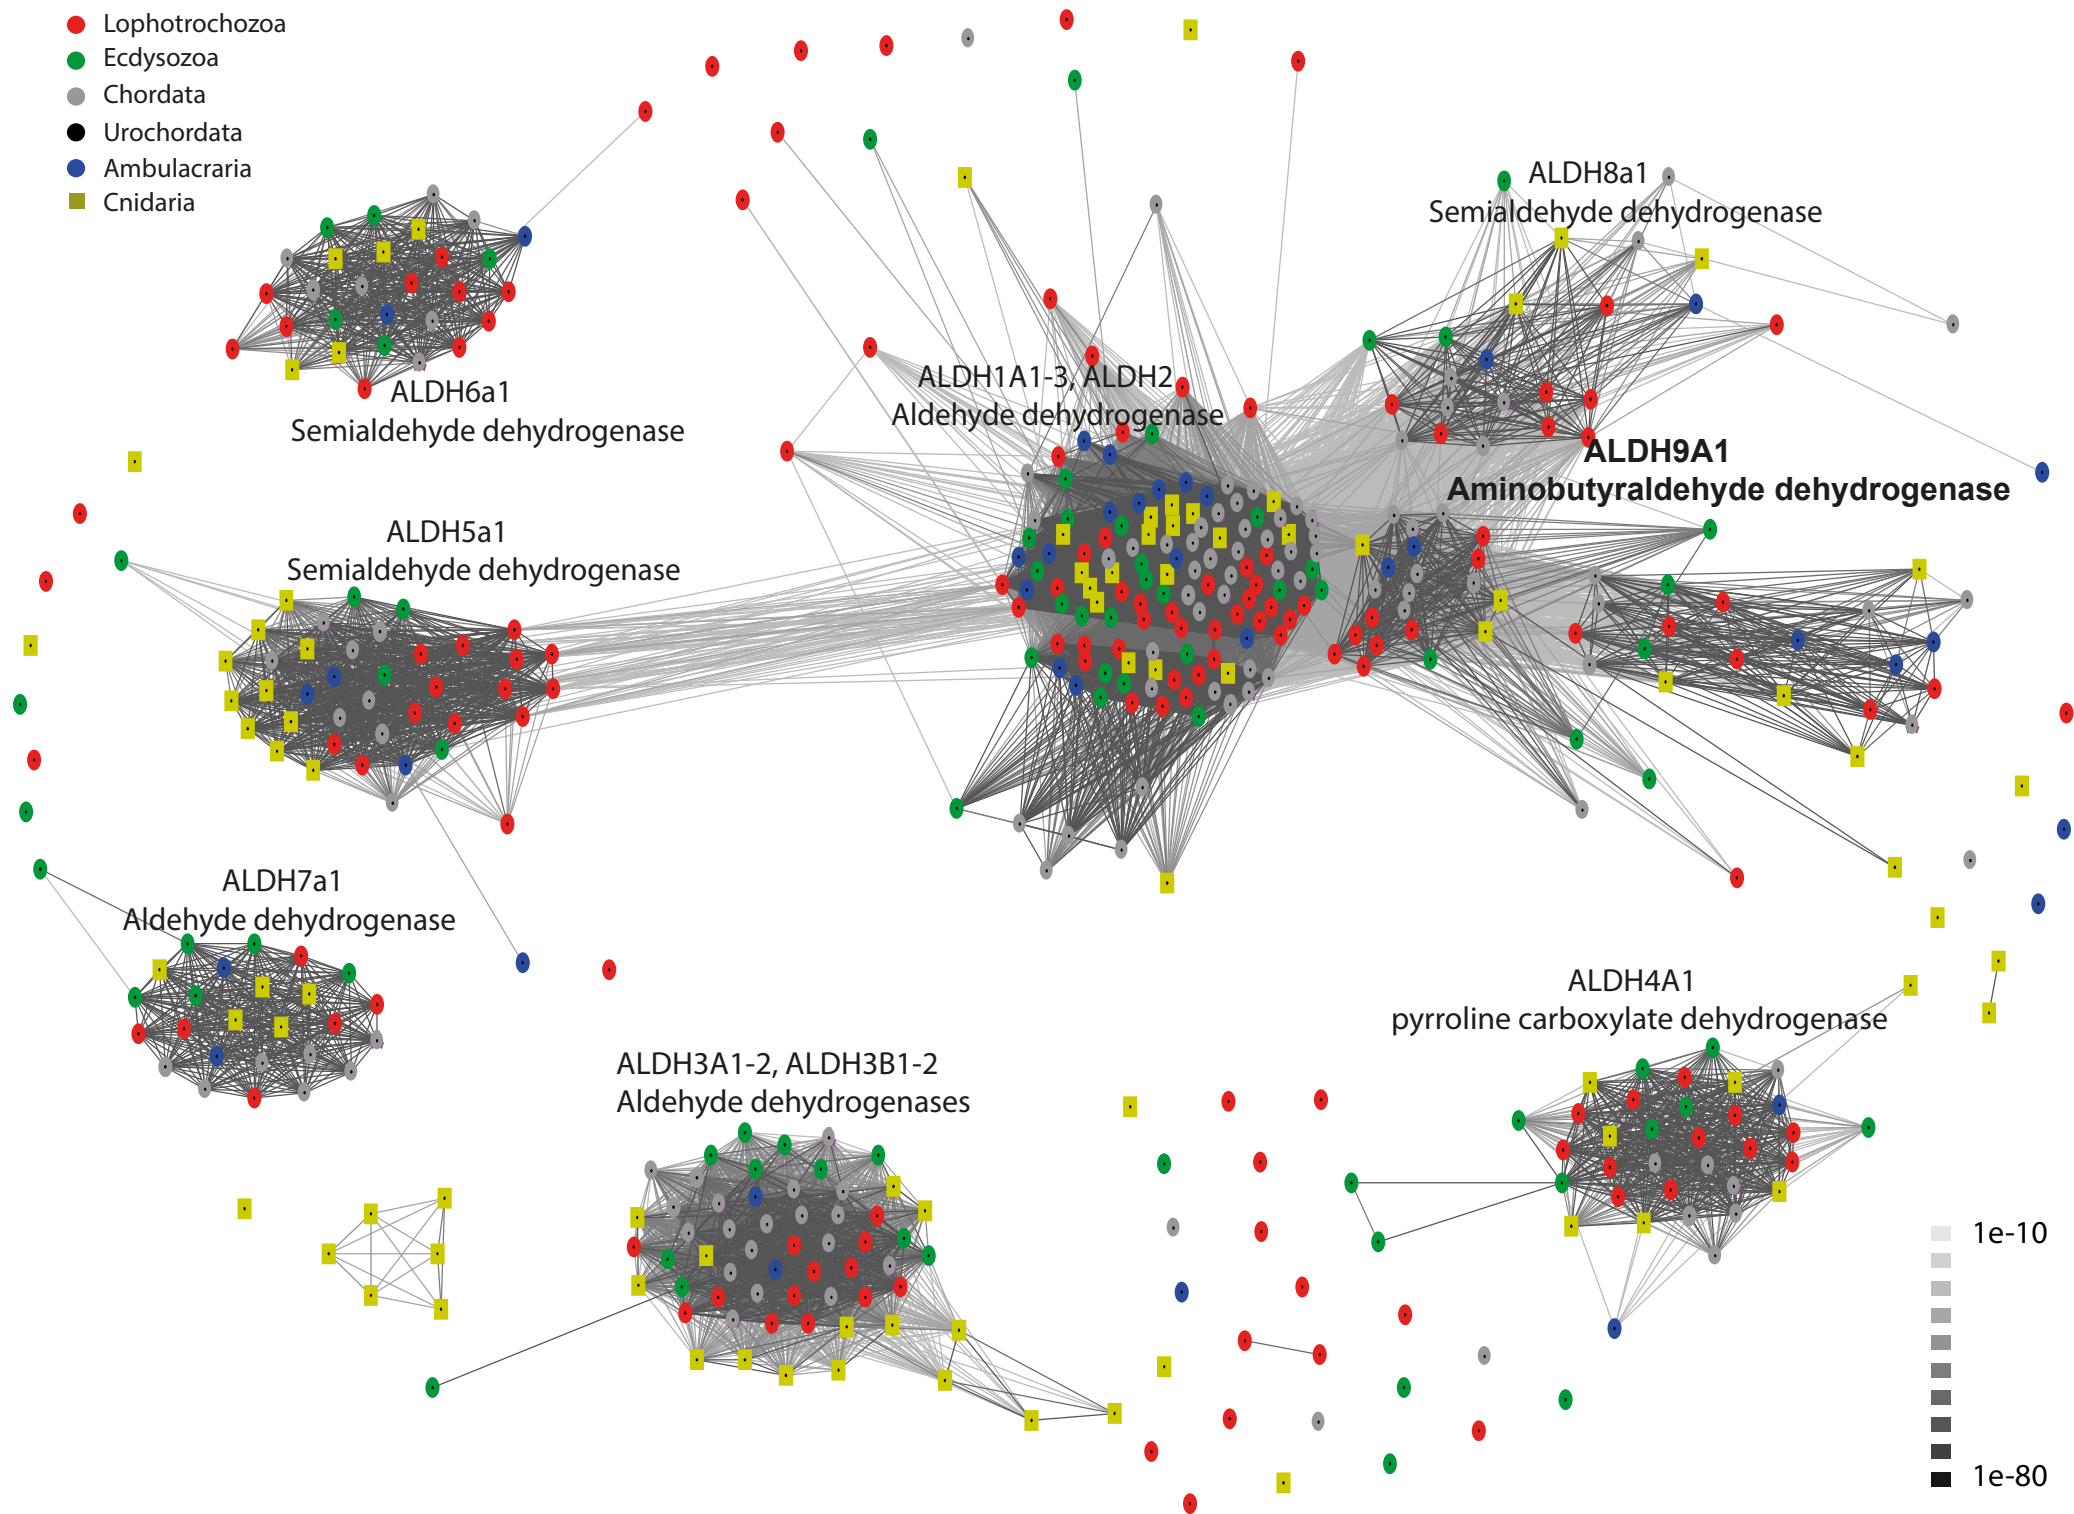 Lophotrochozoa
Ecdysozoa
Chordata
Urochordata
Ambulacraria
Cnidaria
ALDH8a1
Semialdehyde dehydrogenase
ALDH6a1
Semialdehyde dehydrogenase
ALDH1A1-3, ALDH2
Aldehyde dehydrogenase
ALDH9A1
Aminobutyraldehyde dehydrogenase
ALDH5a1
Semialdehyde dehydrogenase
ALDH7a1
Aldehyde dehydrogenase
ALDH4A1
pyrroline carboxylate dehydrogenase
ALDH3A1-2, ALDH3B1-2
Aldehyde dehydrogenases
1e-10
1e-80